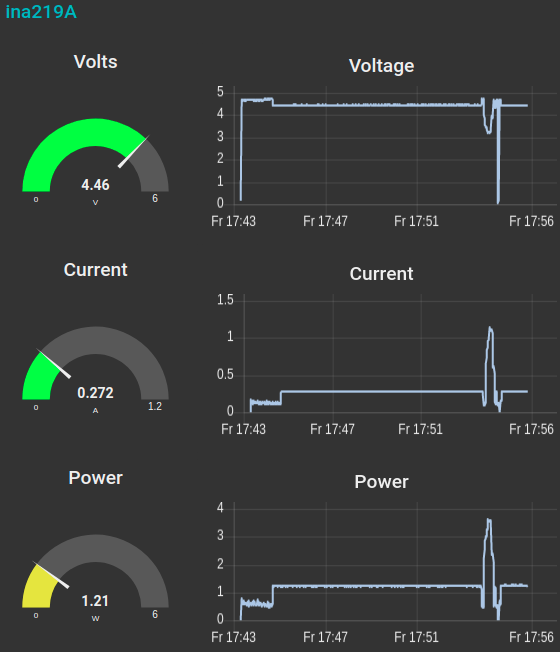 ina219A
Volts
4.46
V
0
6
Voltage
5
4
3
2
1
0
Fr 17:43
Fr 17:47
Fr 17:51
Fr 17:56
Current
0.272
A
0
1.2
Current
1.5
1
0.5
0
Fr 17:43
Fr 17:47
Fr 17:51
Fr 17:56
Power
1.21
W
0
6
Power
4
3
2
1
0
Fr 17:43
Fr 17:47
Fr 17:51
Fr 17:56